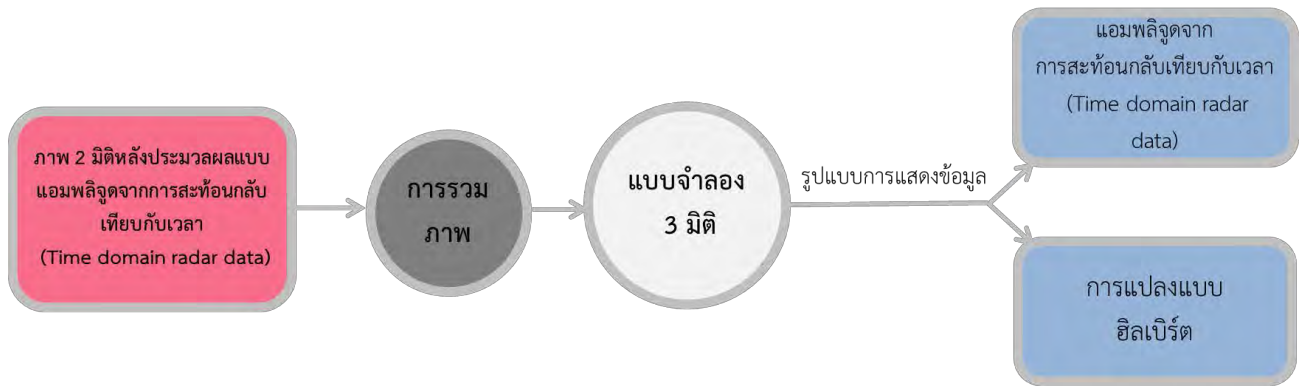 ภาพ 2 มิติหลังประมวลผลแบบ
แอมพลิจูดจากการสะท้อนกลับ
เทียบกับเวลา
(Time domain radar data)
การรวม
ภาพ
แบบจำลอง
3 มิติ
รูปแบบการแสดงข้อมูล
แอมพลิจูดจาก
การสะท้อนกลับเทียบกับเวลา
(Time domain radar
data)
การแปลงแบบ
ฮิลเบิร์ต